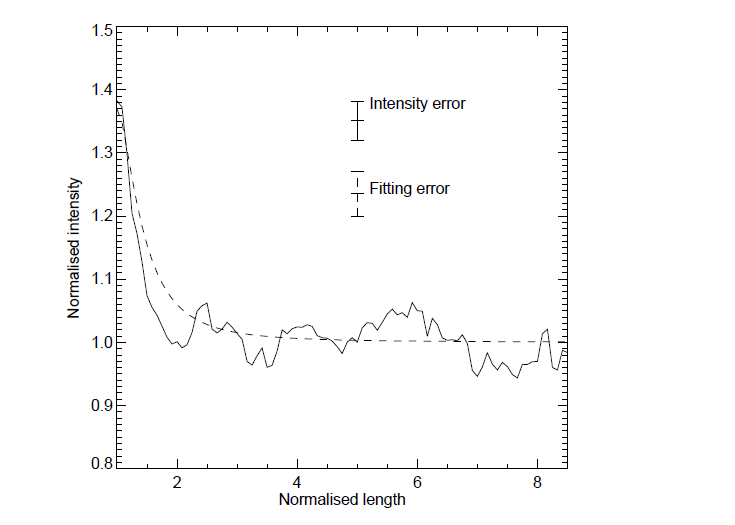 1.5
1.4
Intensity error
1.3
Fitting error
1.2
Normalised intensity
1.1
1.0
0.9
0.8
2 4 6 8
Normalised length